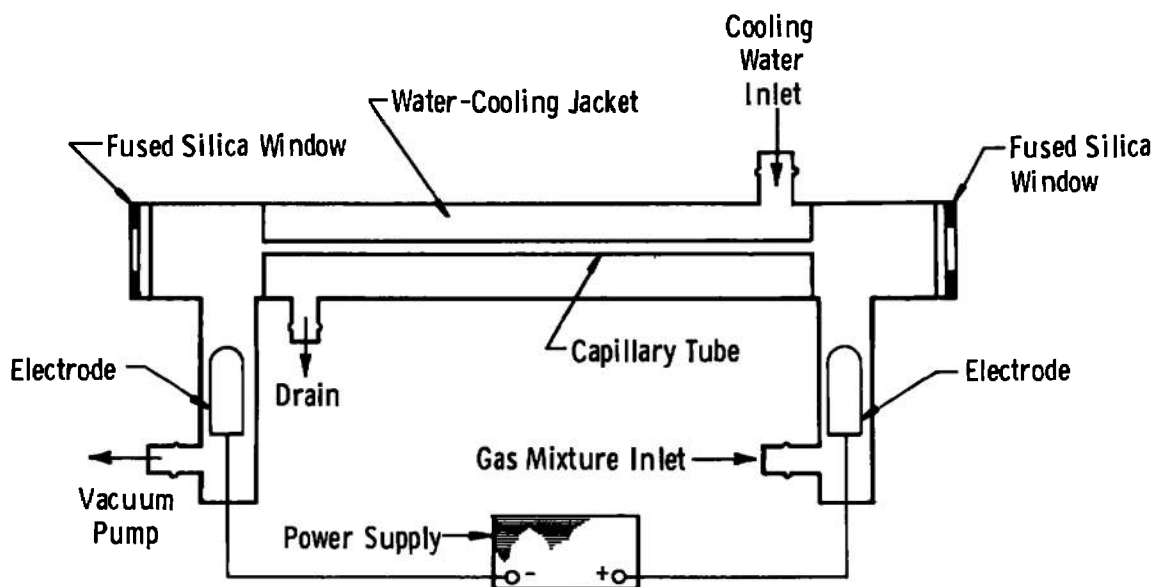 Cooling
Water
Inlet
Water-Cooling Jacket
Fused Silica Window
Fused Silica
Window
Electrode
Drain
Capillary Tube
Electrode
Gas Mixture Inlet
Vacuum
Pump
Power Supply
- +